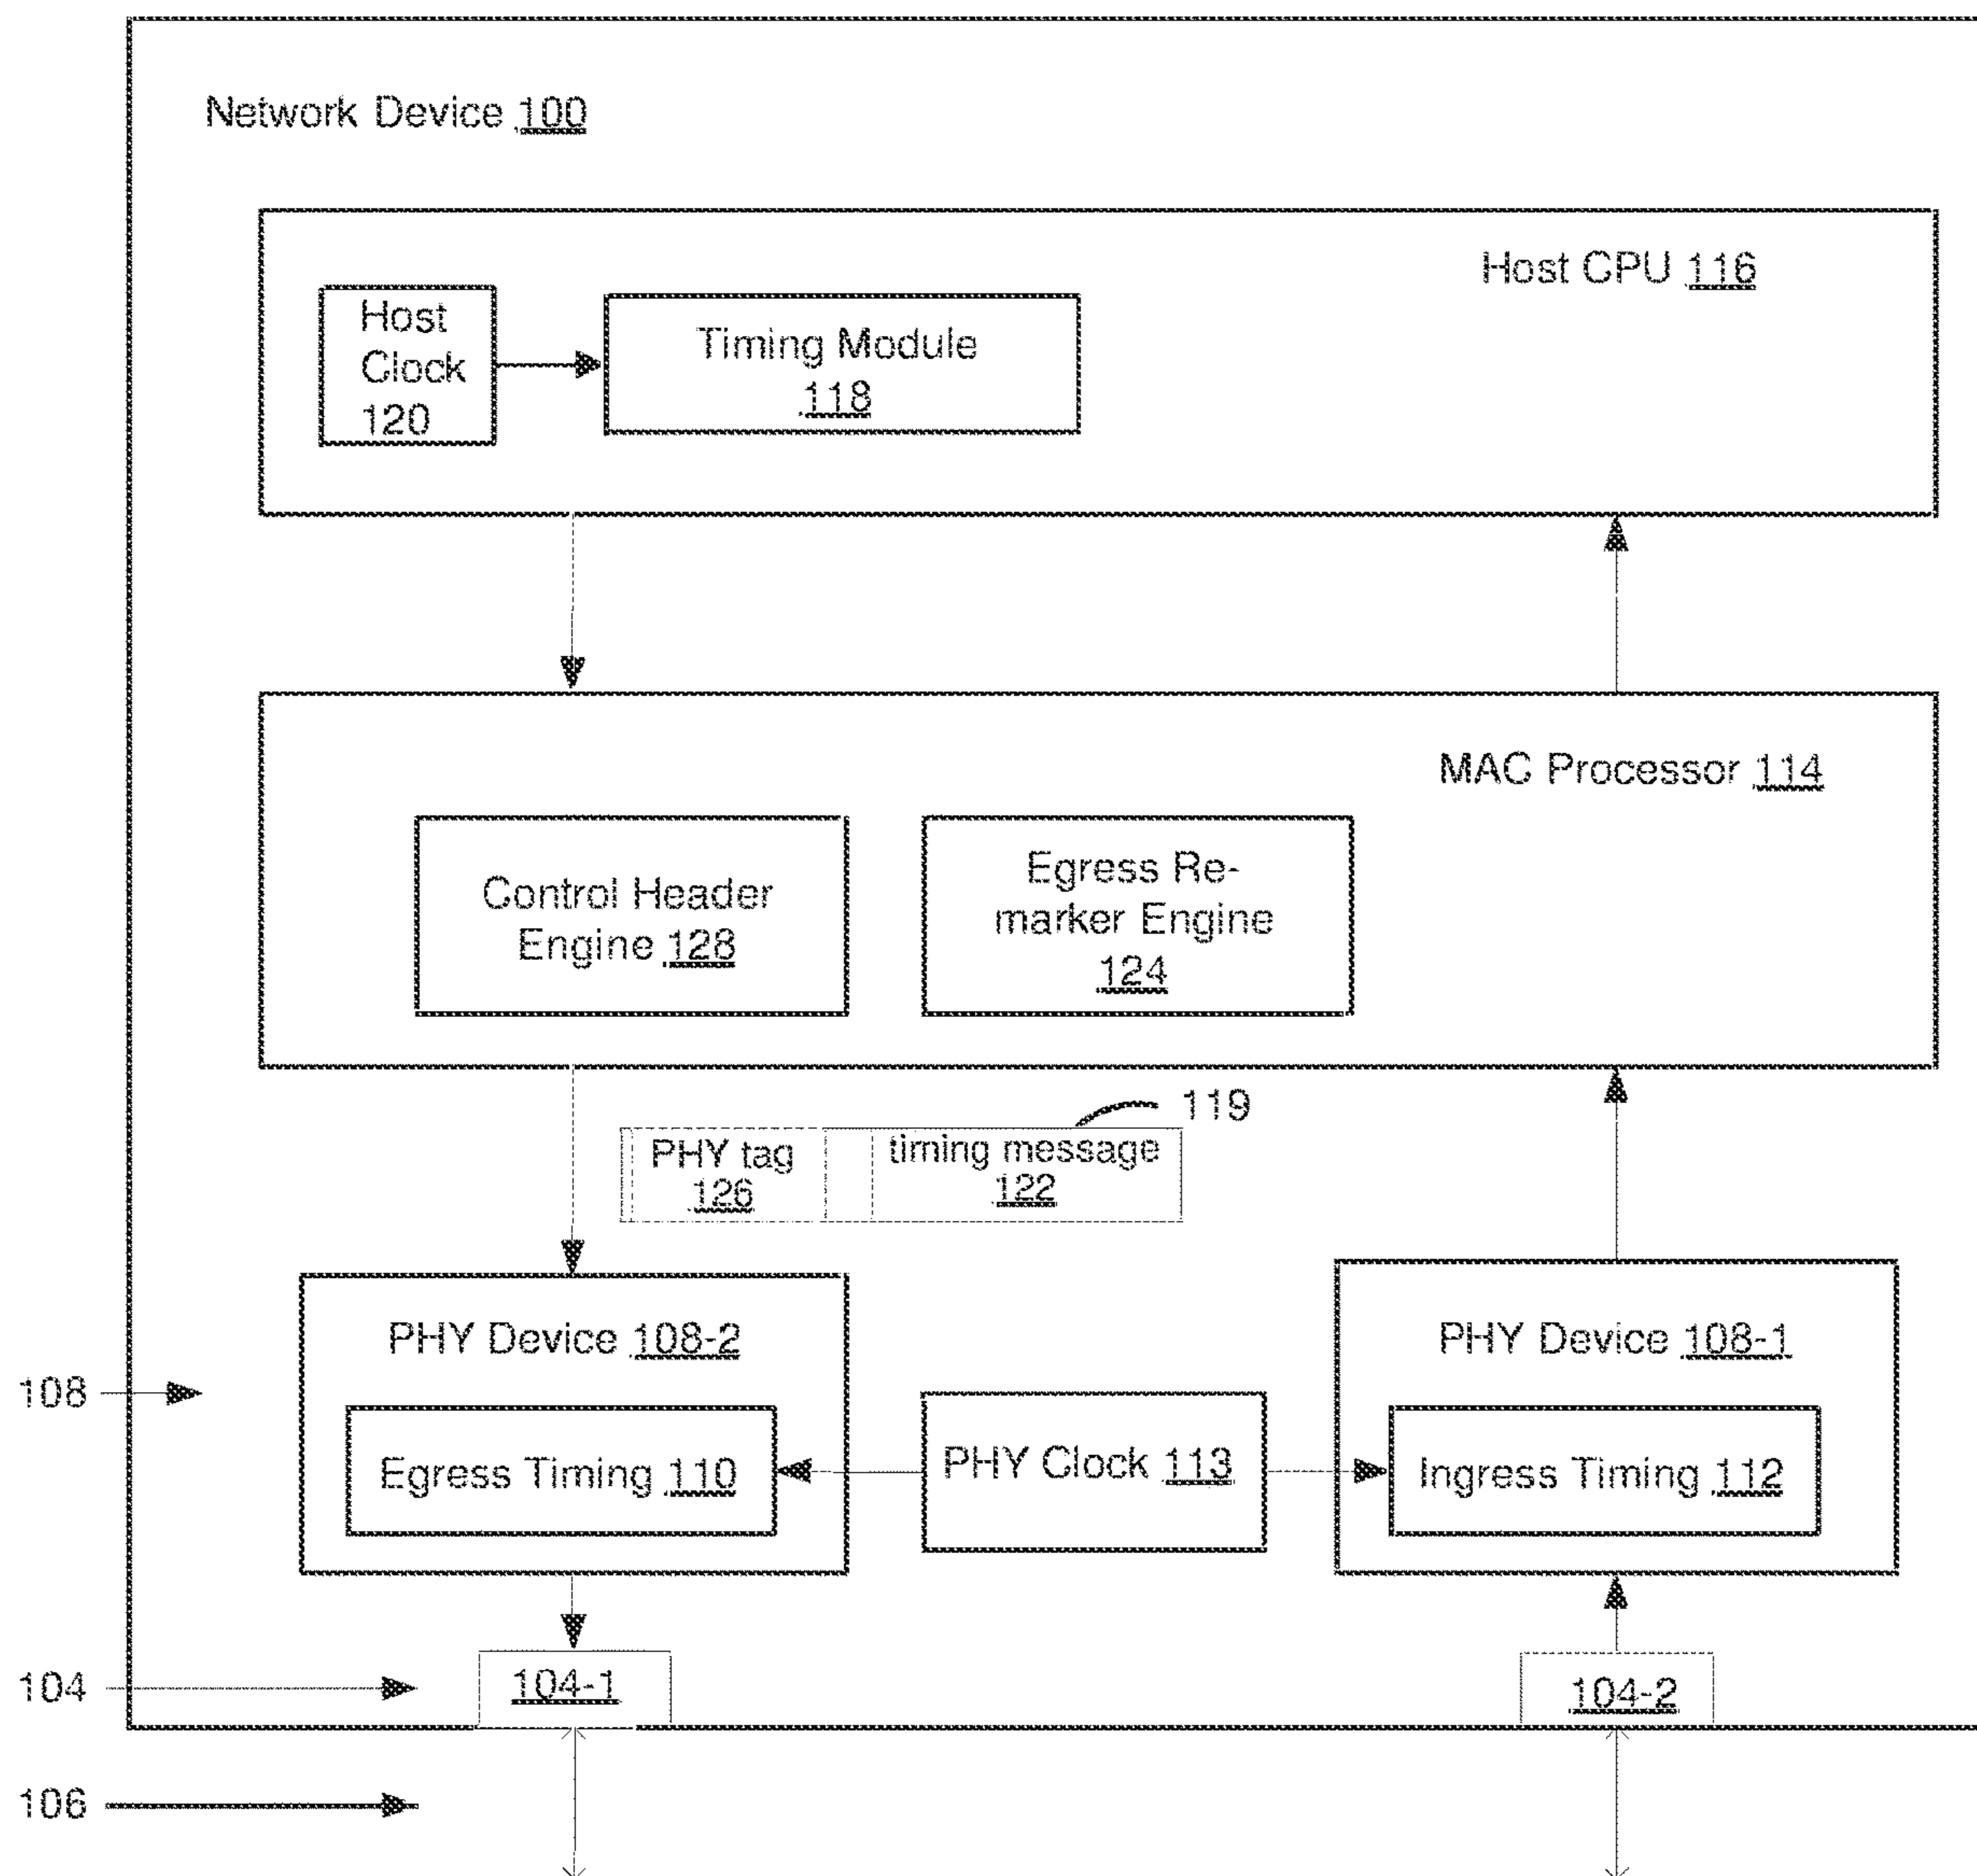 Network Device 100
Host CPU 116
Host
Clock
120
Timing Module
118
MAC Processor 114
Control Header
Engine 128
Egress Re-
marker Engine
124
119
PHY tag
126
timing message
122
PHY Device 108-2
PHY Device 108-1
108
Egress Timing 110
PHY Clock 113
Ingress Timing 112
104
104-1
104-2
106